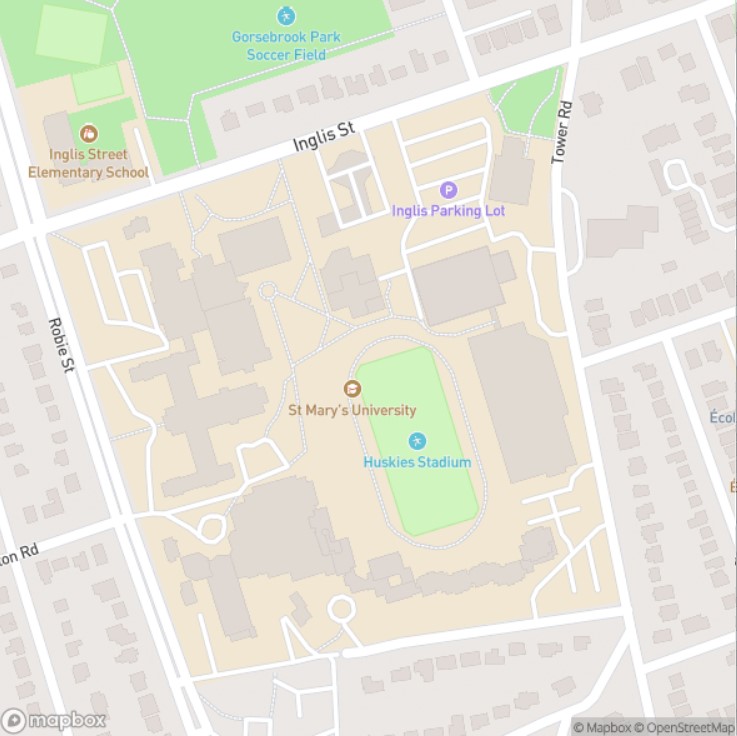 Gorsebrook Park
Soccer Field
Inglis St
Tower Rd
Inglis Street
Elementary School
P
Inglis Parking Lot
Robie St
St Mary's University
Écol
Huskies Stadium
É
lon Rd
mapbox
© Mapbox © OpenStreetMap